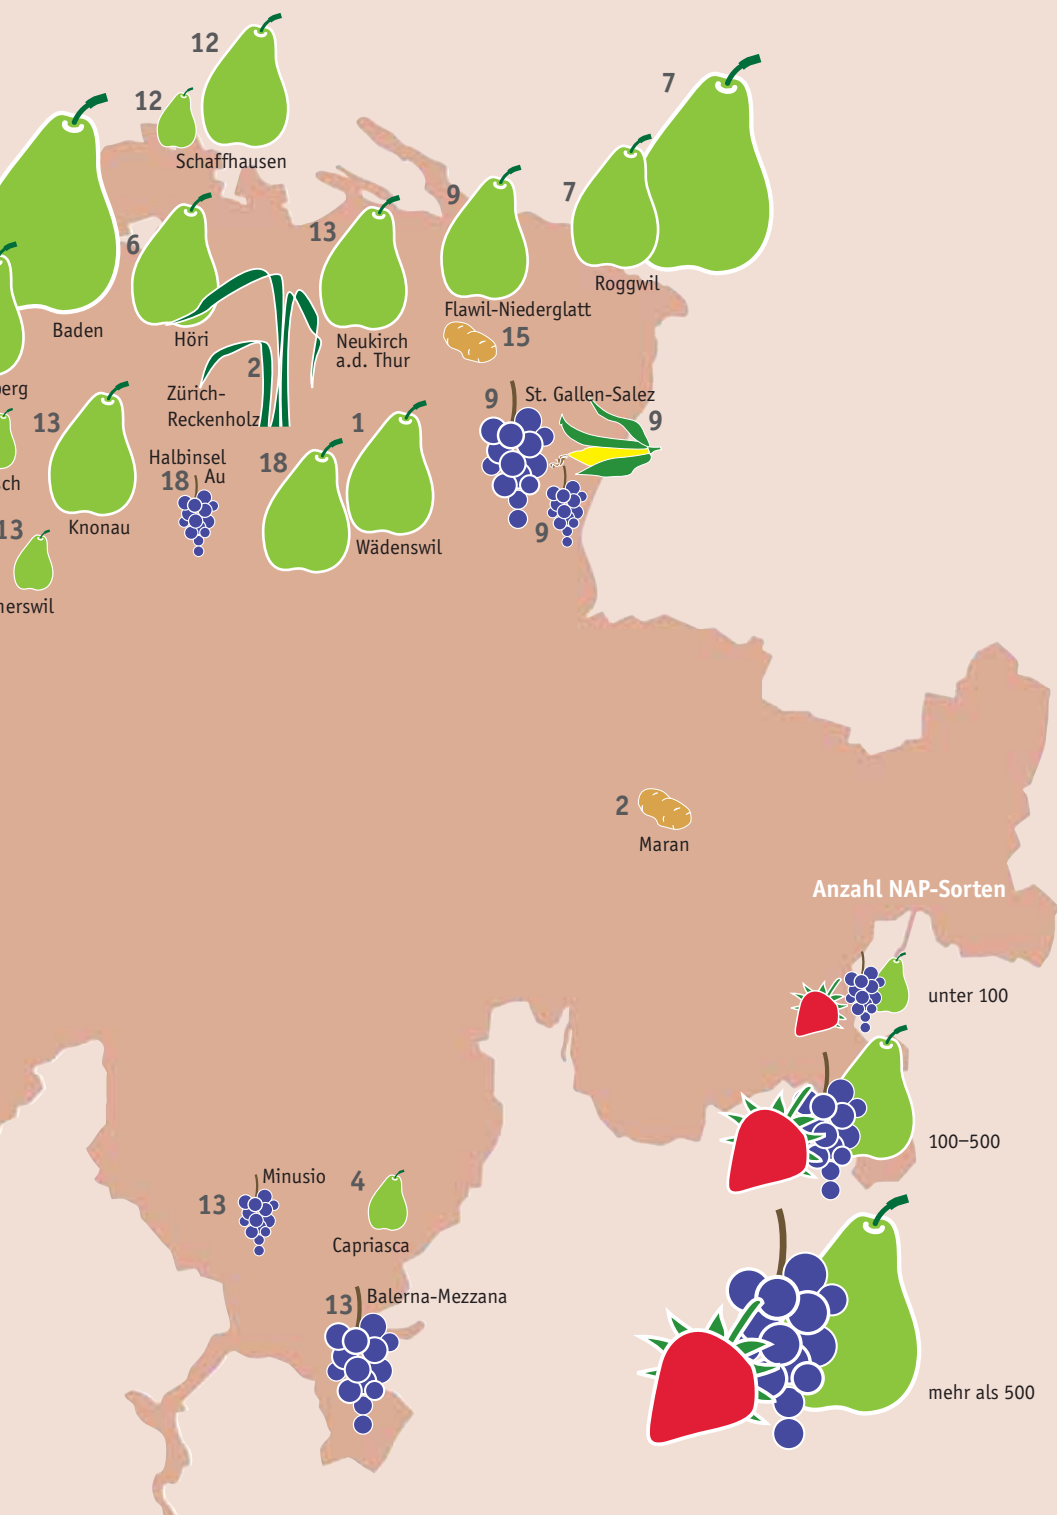 12
12
Schaffhausen
7
7
Roggwil
9
Flawil-Niederglatt
15
13
Neukirch
a.d. Thur
6
Höri
Baden
2
Zürich-
Reckenholz
9
St. Gallen-Salez
9
9
13
Knonau
Halbinsel
Au
18
18
1
Wädenswil
13
2
Maran
Anzahl NAP-Sorten
unter 100
100–500
mehr als 500
13
Minusio
4
Capriasca
13
Balerna-Mezzana